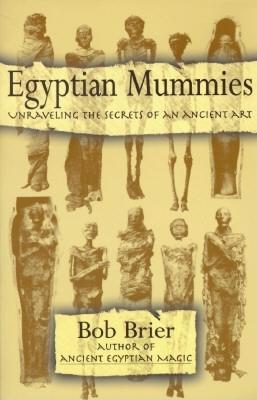 Egyptian Mummies
UNRAVELING THE SECRETS OF AN ANCIENT ART
Bob Brier
AUTHOR OF
ANCIENT EGYPTIAN MAGIC